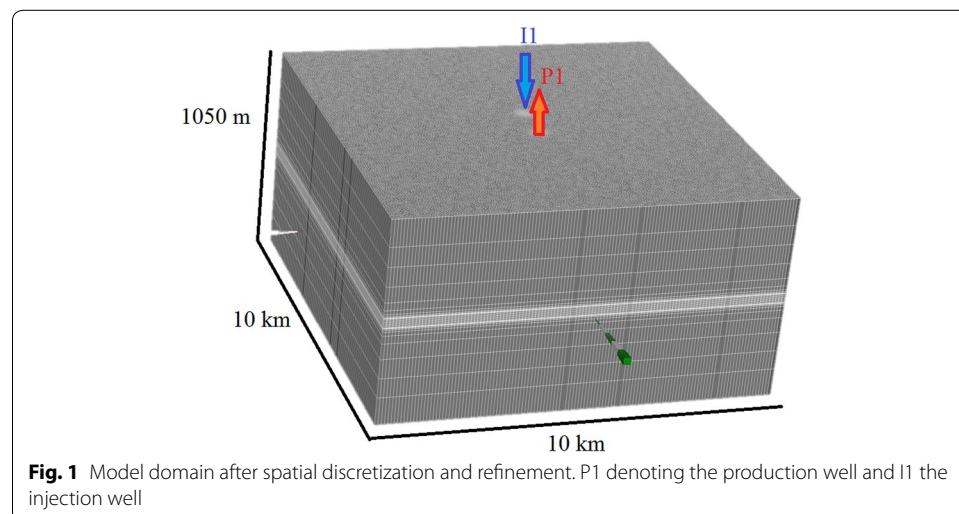 I1
P1
1050 m
10 km
10 km
Fig. 1 Model domain after spatial discretization and refinement. P1 denoting the production well and I1 the
injection well